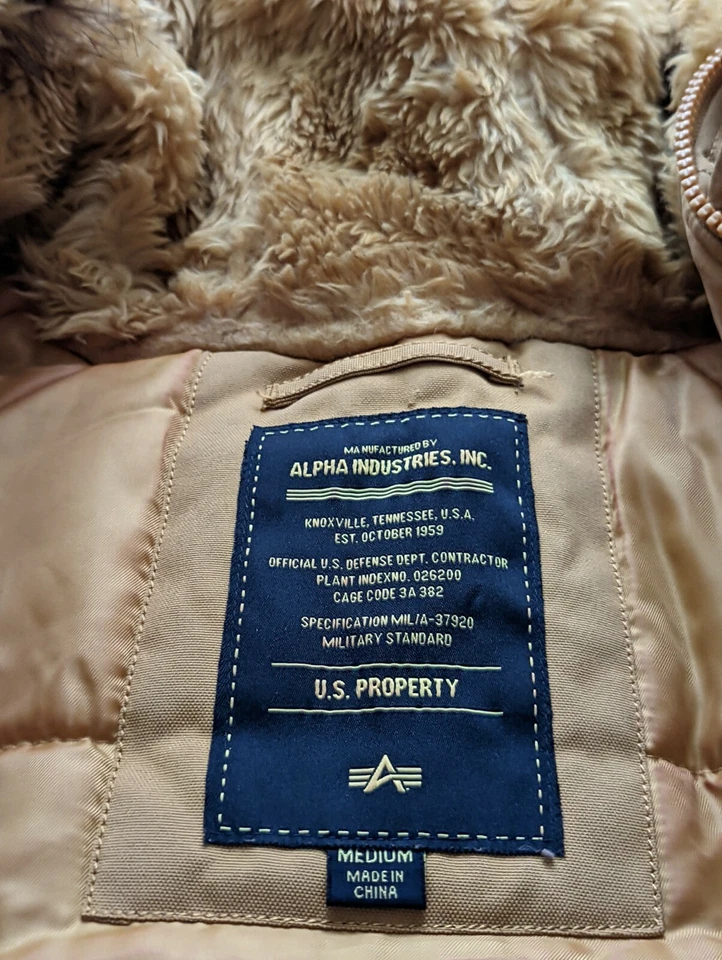 MANUFACTURED BY
ALPHA INDUSTRIES, INC.
KNOXVILLE, TENNESSEE, U.S.A.
EST. OCTOBER 1959
OFFICIAL U.S. DEFENSE DEPT. CONTRACTOR
PLANT INDEXNO. 026200
CAGE CODE 3A 382
SPECIFICATION MIL/A-37920
MILITARY STANDARD
U.S. PROPERTY
A
MEDIUM
MADE IN
CHINA